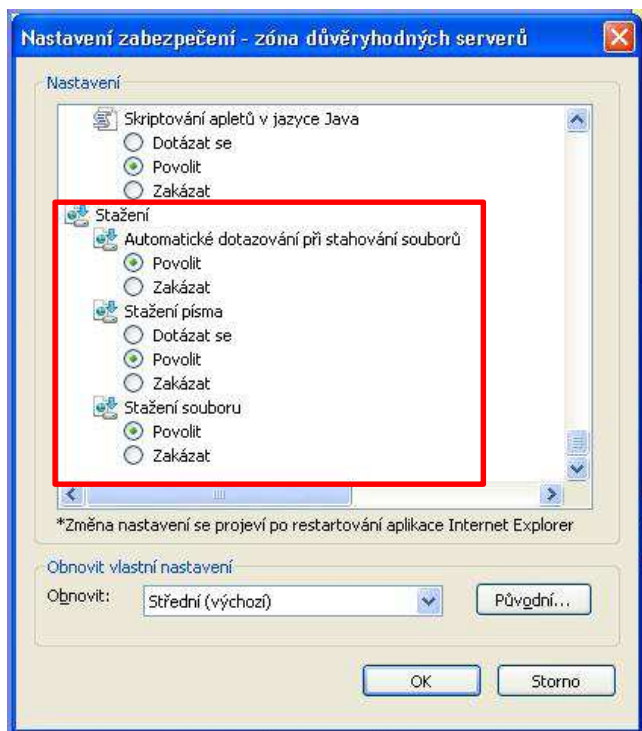 Nastavení zabezpečení - zóna důvěryhodných serverů
Nastavení
Skriptování apletů v jazyce Java
Dotázat se
Povolit
Zakázat
Stažení
Automatické dotazování při stahování souborů
Povolit
Zakázat
Stažení písma
Dotázat se
Povolit
Zakázat
Stažení souboru
Povolit
Zakázat
*Změna nastavení se projeví po restartování aplikace Internet Explorer
Obnovit vlastní nastavení
Obnovit:
Střední (výchozí)
Původní...
OK
Storno